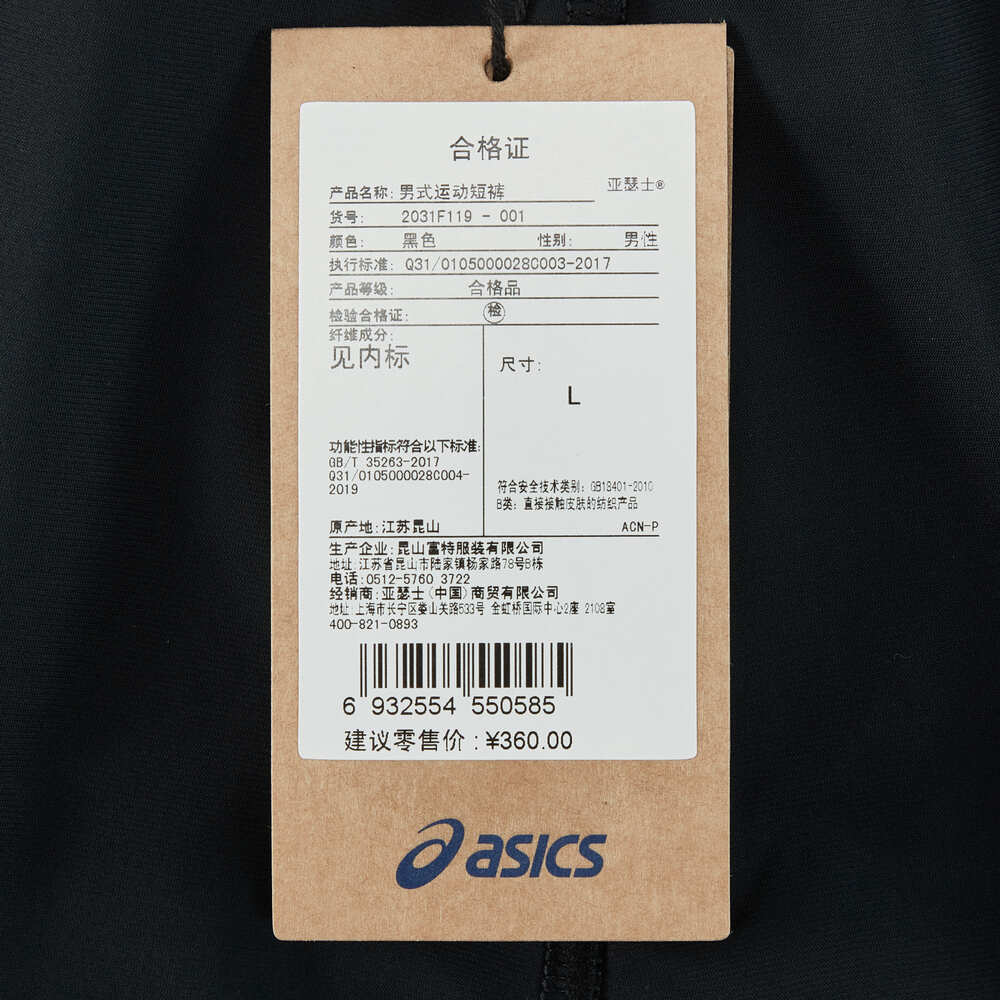 合格证
产品名称: 男式运动短裤 亚瑟士®
货号: 2031F119 - 001
颜色: 黑色 性别: 男性
执行标准: Q31/0105000028C003-2017
产品等级: 合格品
检验合格证: 检
纤维成分:
见内标
尺寸:
L
功能性指标符合以下标准:
GB/T 35263-2017
Q31/0105000028C004-
2019
符合安全技术类别: GB18401-2010
B类: 直接接触皮肤的纺织产品
原产地: 江苏昆山 ACN-P
生产企业: 昆山富特服装有限公司
地址: 江苏省昆山市陆家镇杨家路78号B栋
电话: 0512-5760 3722
经销商: 亚瑟士(中国)商贸有限公司
地址: 上海市长宁区娄山关路533号 金虹桥国际中心2座 2108室
400-821-0893
6 932554 550585
建议零售价: ¥360.00
asics